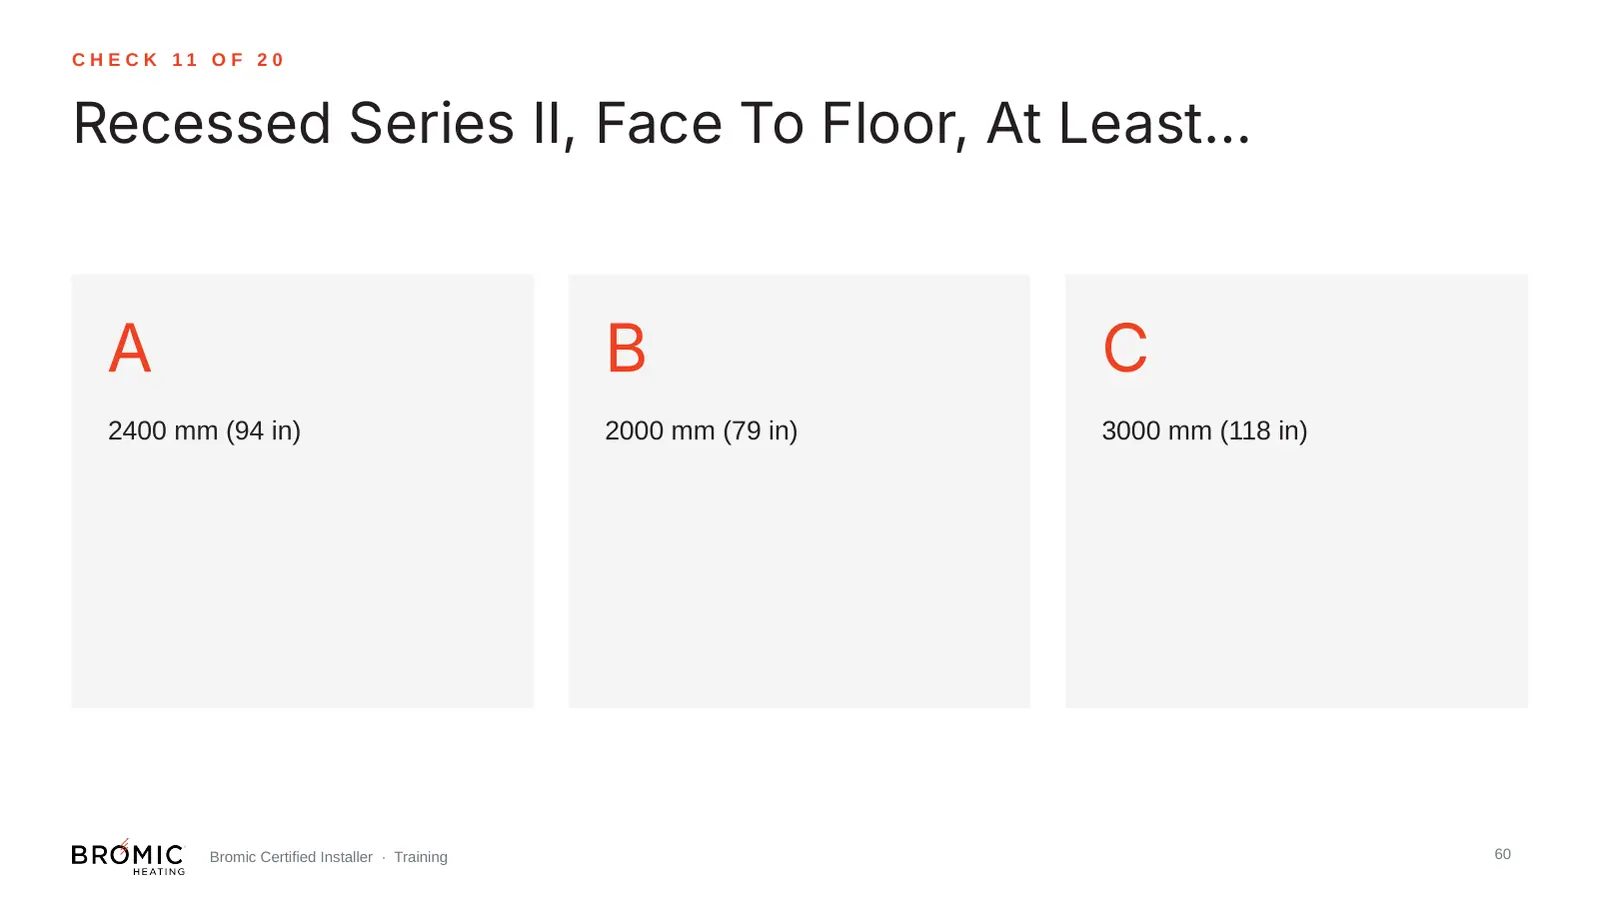 CHECK 11 OF 20
Recessed Series II, Face To Floor, At Least...
A
2400 mm (94 in)
B
2000 mm (79 in)
C
3000 mm (118 in)
BROMIC
HEATING
Bromic Certified Installer · Training
60